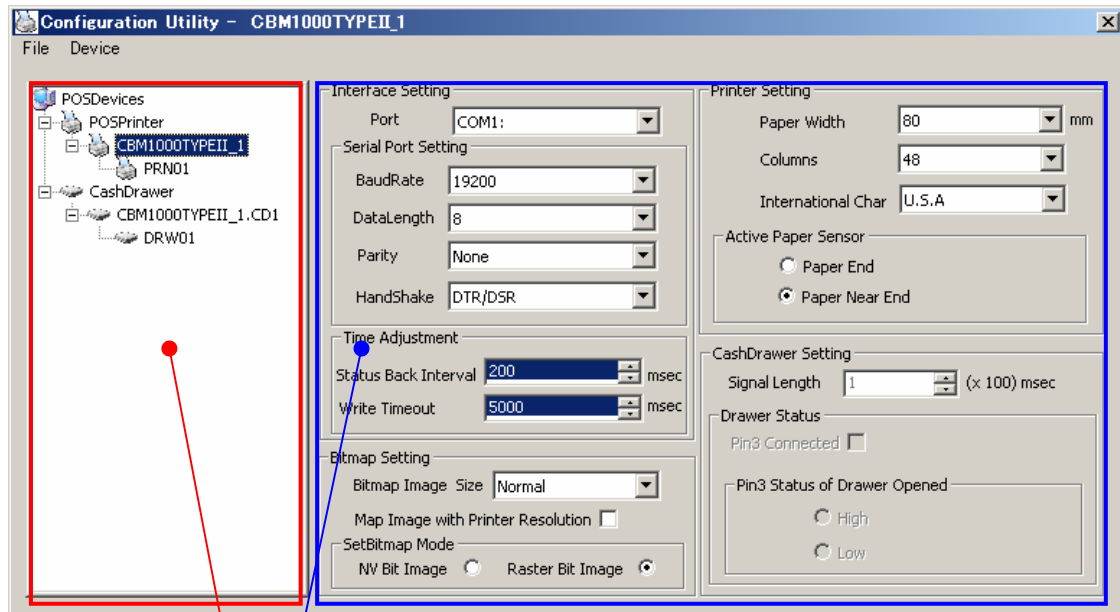 Configuration Utility - CBM1000TYPEII_1
File Device
POSDevices
POSPrinter
CBM1000TYPEII_1
PRN01
CashDrawer
CBM1000TYPEII_1.CD1
DRW01
Interface Setting
Port COM1:
Serial Port Setting
BaudRate 19200
DataLength 8
Parity None
HandShake DTR/DSR
Time Adjustment
Status Back Interval 200 msec
Write Timeout 5000 msec
Bitmap Setting
Bitmap Image Size Normal
Map Image with Printer Resolution
SetBitmap Mode
NV Bit Image Raster Bit Image
Printer Setting
Paper Width 80 mm
Columns 48
International Char U.S.A
Active Paper Sensor
Paper End
Paper Near End
CashDrawer Setting
Signal Length 1 (x 100) msec
Drawer Status
Pin3 Connected
Pin3 Status of Drawer Opened
High
Low